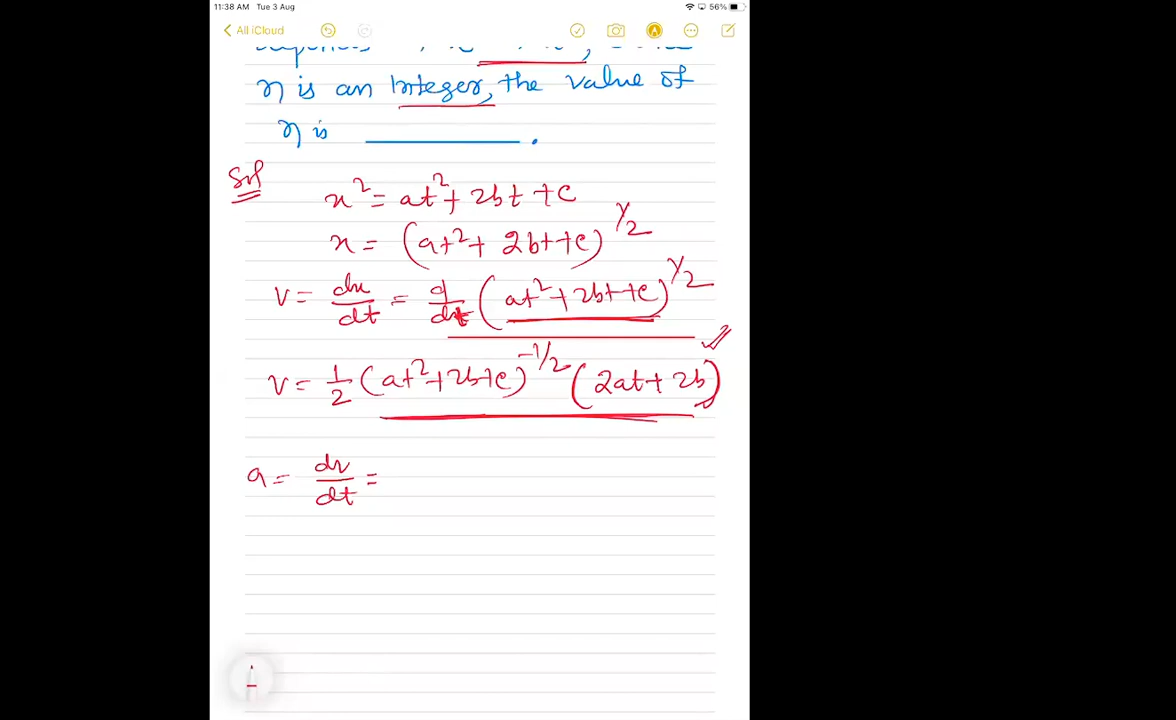 11:38 AM Tue 3 Aug
56%
All iCloud
n is an Integer, the value of
n is ________ .
Sol
x² = at² + 2bt + c
x = (at² + 2bt + c)^1/2
v = dx/dt = d/dt (at² + 2bt + c)^1/2
v = 1/2 (at² + 2b + c)^-1/2 (2at + 2b)
a = dv/dt =